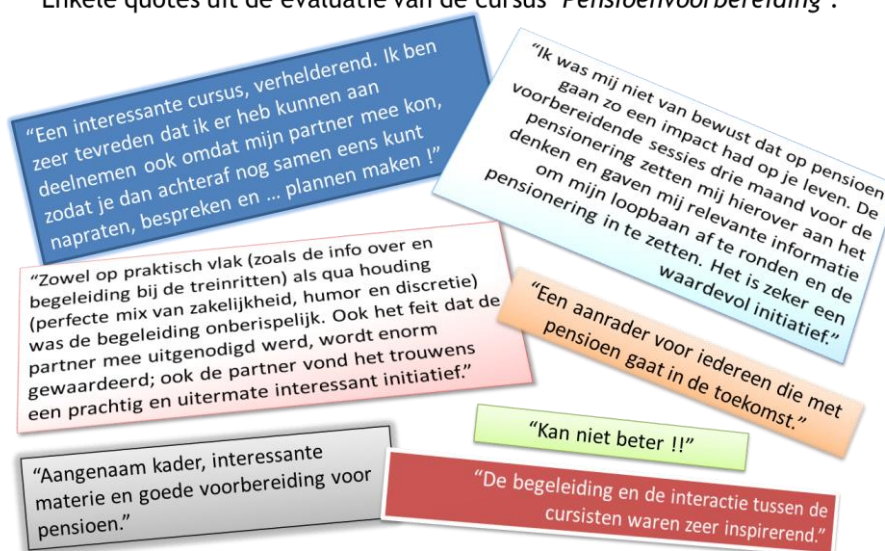 Enkele quotes uit de evaluatie van de cursus "Pensioenvoorbereiding":
"Een interessante cursus, verhelderend. Ik ben
zeer tevreden dat ik er heb kunnen aan
deelnemen ook omdat mijn partner mee kon,
zodat je dan achteraf nog samen eens kunt
napraten, bespreken en ... plannen maken !"
"Ik was mij niet van bewust dat op pensioen
gaan zo een impact had op je leven. De
voorbereidende sessies drie maand voor de
pensionering zetten mij hierover aan het
denken en gaven mij relevante informatie
om mijn loopbaan af te ronden en de
pensionering in te zetten. Het is zeker een
waardevol initiatief."
"Zowel op praktisch vlak (zoals de info over en
begeleiding bij de treinritten) als qua houding
(perfecte mix van zakelijkheid, humor en discretie)
was de begeleiding onberispelijk. Ook het feit dat de
partner mee uitgenodigd werd, wordt enorm
gewaardeerd; ook de partner vond het trouwens
een prachtig en uitermate interessant initiatief."
"Een aanrader voor iedereen die met
pensioen gaat in de toekomst."
"Kan niet beter !!"
"Aangenaam kader, interessante
materie en goede voorbereiding voor
pensioen."
"De begeleiding en de interactie tussen de
cursisten waren zeer inspirerend."